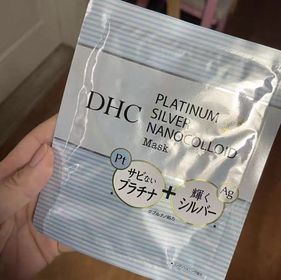 DHC
PLATINUM
SILVER
NANOCOLLOID
Mask
Pt
サビない
プラチナ
+
Ag
輝く
シルバー